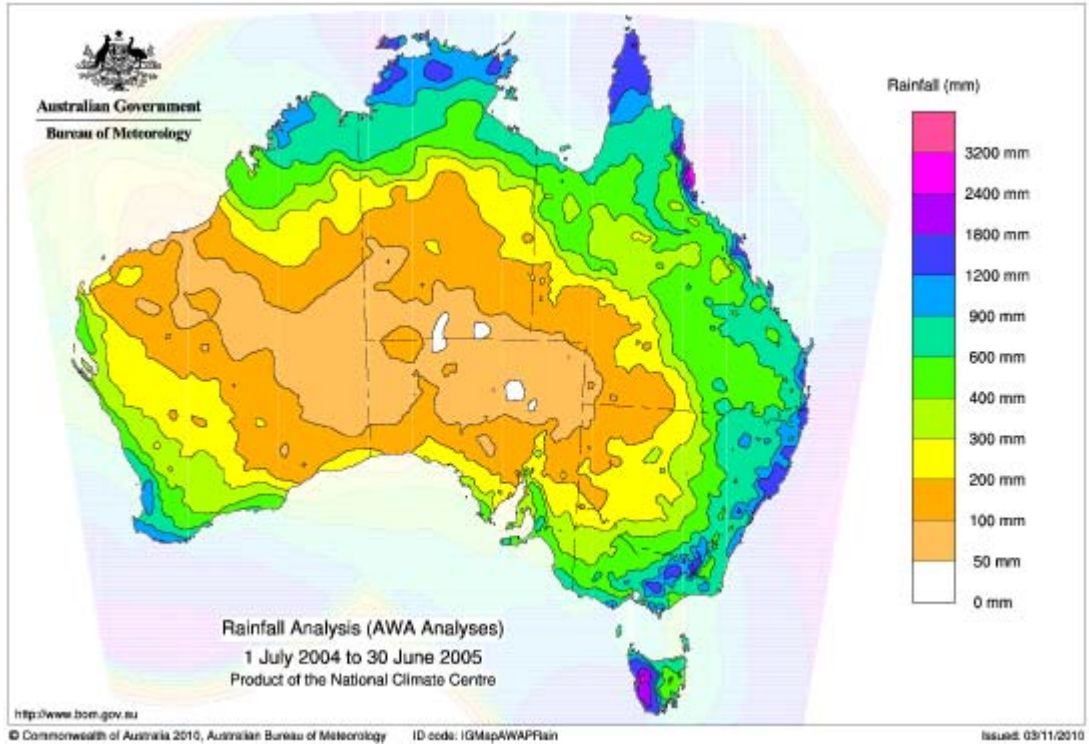 Australian Government
Bureau of Meteorology
Rainfall (mm)
3200 mm
2400 mm
1800 mm
1200 mm
900 mm
600 mm
400 mm
300 mm
200 mm
100 mm
50 mm
0 mm
Rainfall Analysis (AWA Analyses)
1 July 2004 to 30 June 2005
Product of the National Climate Centre
http://www.bom.gov.au
© Commonwealth of Australia 2010, Australian Bureau of Meteorology ID code: IGMapAWAPRain Issued: 03/11/2010